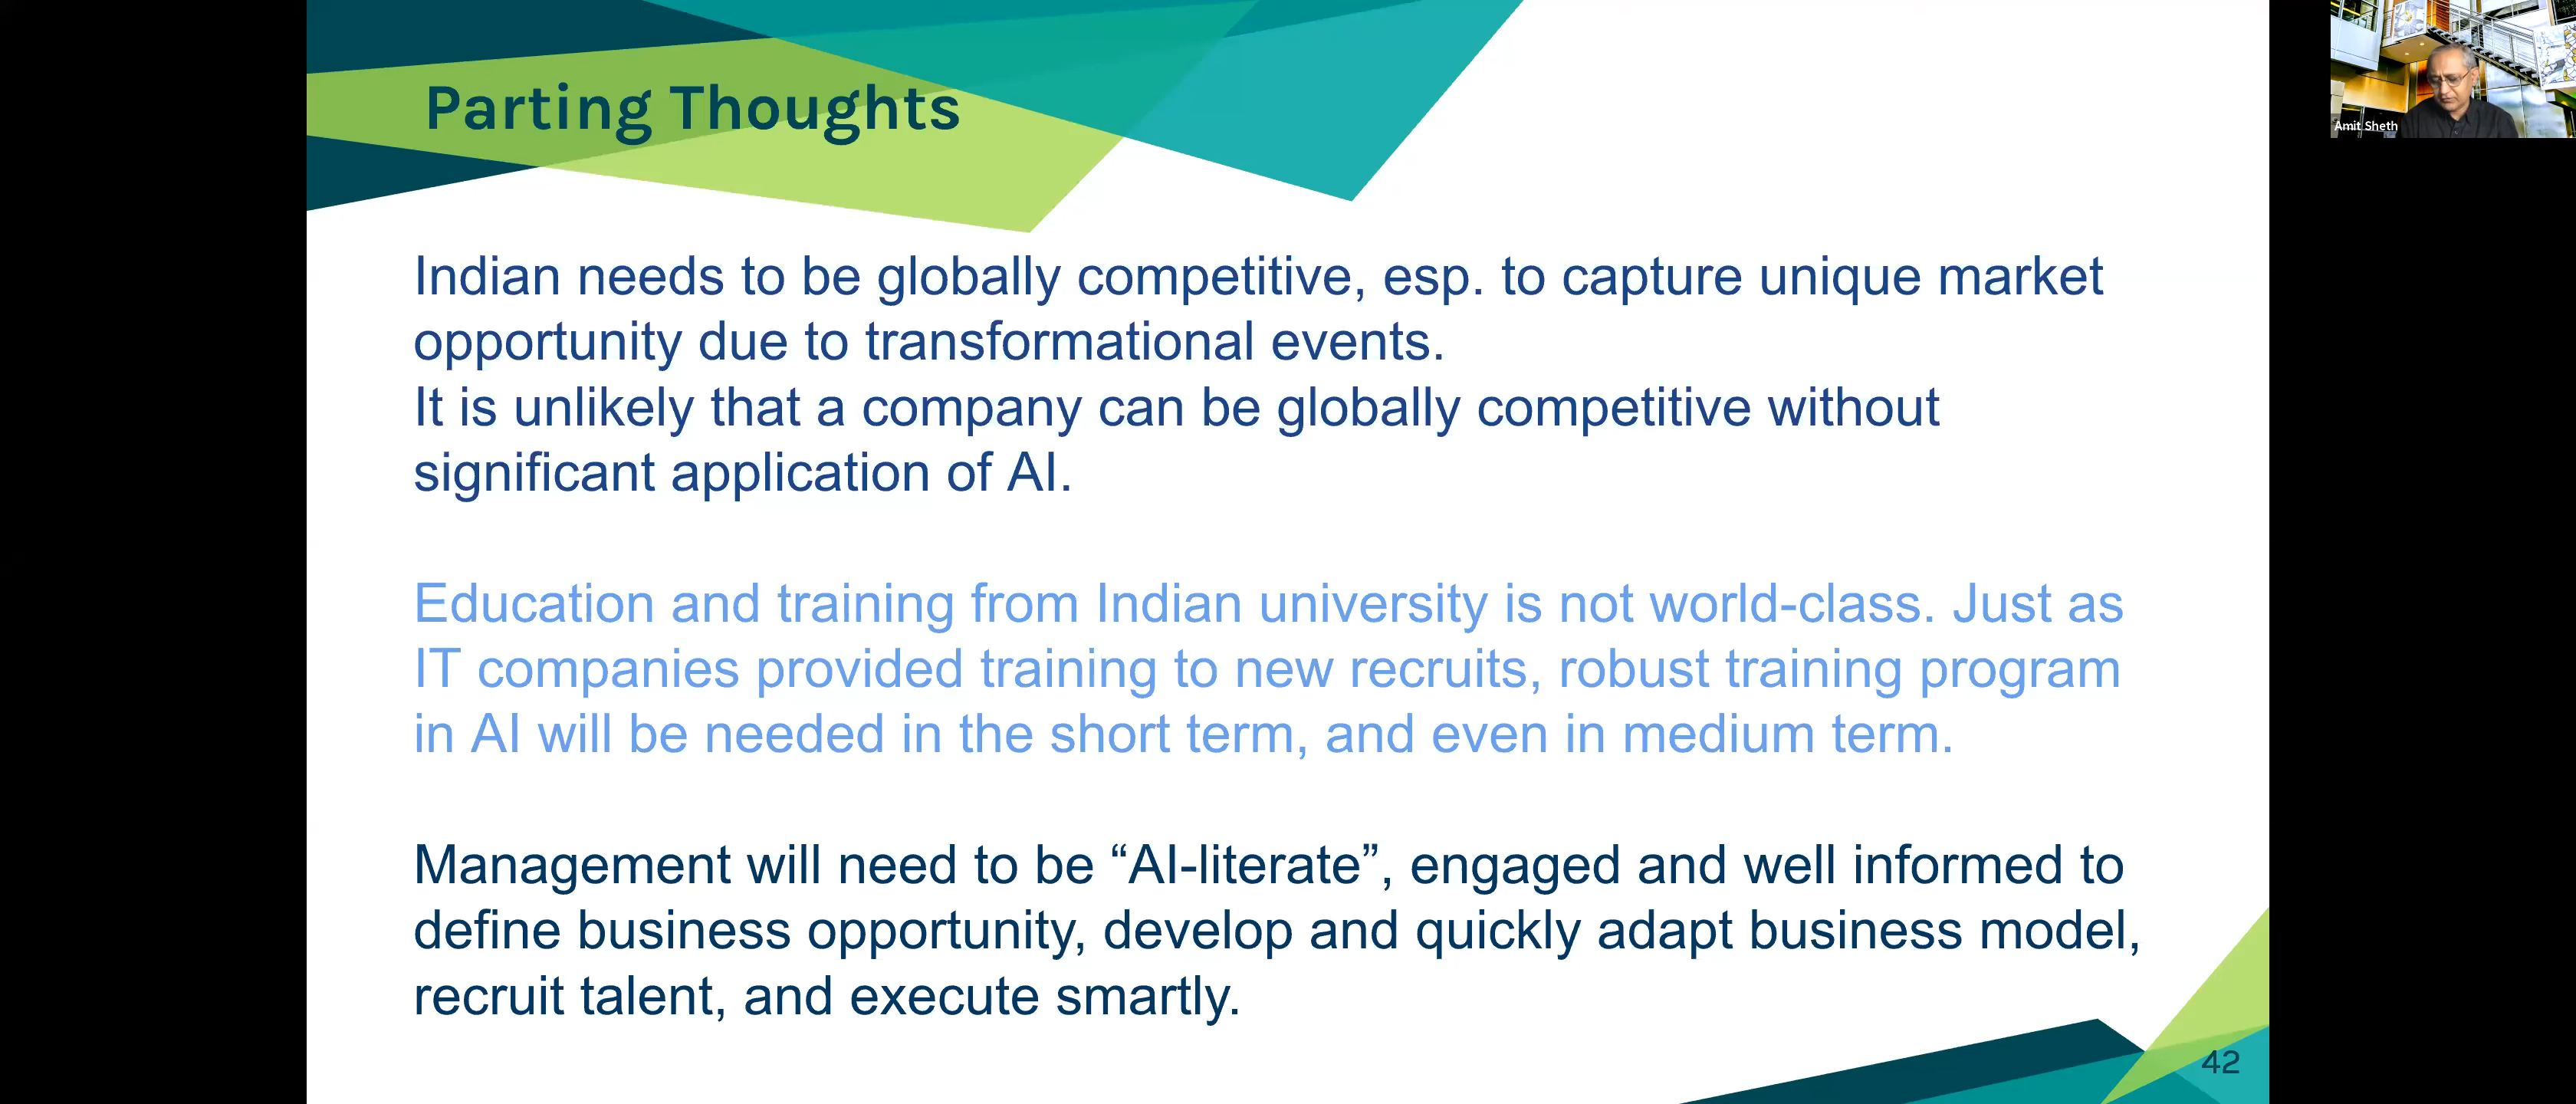 Parting Thoughts
Amit Sheth
Indian needs to be globally competitive, esp. to capture unique market
opportunity due to transformational events.
It is unlikely that a company can be globally competitive without
significant application of AI.
Education and training from Indian university is not world-class. Just as
IT companies provided training to new recruits, robust training program
in AI will be needed in the short term, and even in medium term.
Management will need to be “AI-literate”, engaged and well informed to
define business opportunity, develop and quickly adapt business model,
recruit talent, and execute smartly.
42